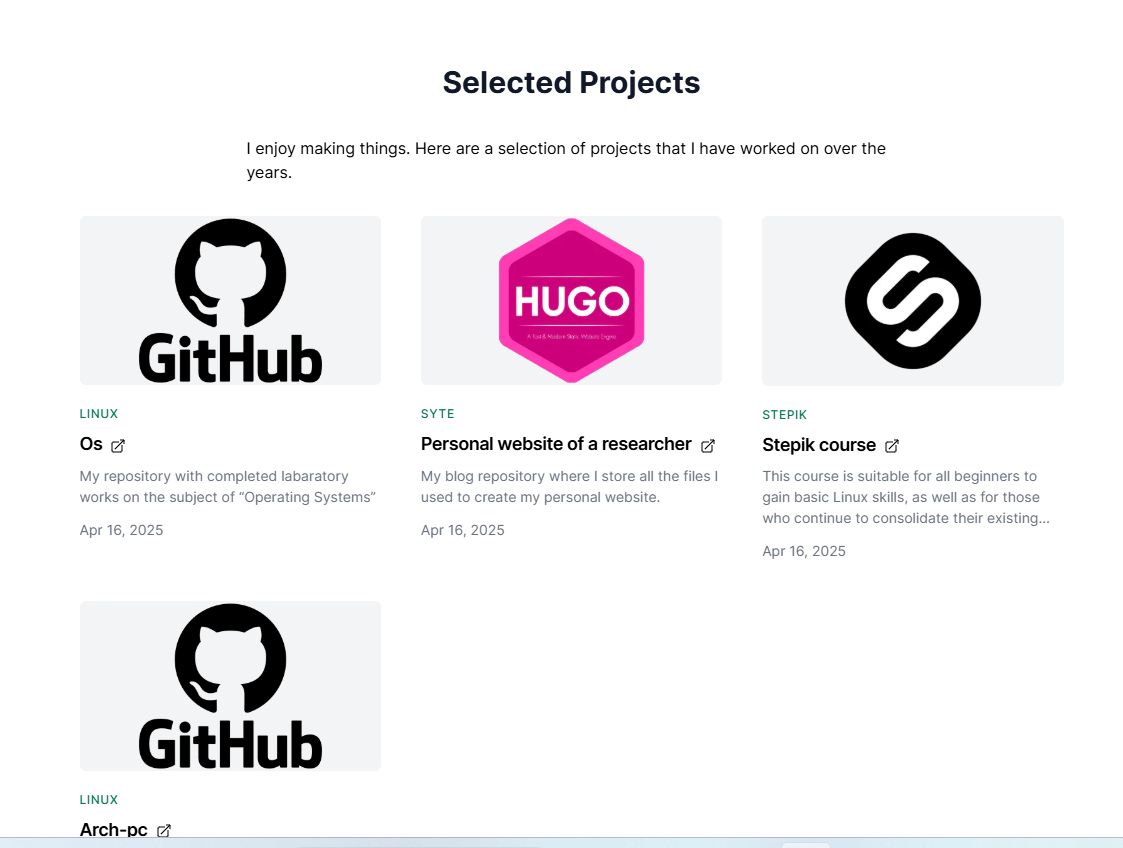 Selected Projects
I enjoy making things. Here are a selection of projects that I have worked on over the
years.
GitHub
HUGO
A Fast & Modern Static Website Engine
LINUX
Os
My repository with completed labaratory
works on the subject of “Operating Systems”
Apr 16, 2025
SYTE
Personal website of a researcher
My blog repository where I store all the files I
used to create my personal website.
Apr 16, 2025
STEPIK
Stepik course
This course is suitable for all beginners to
gain basic Linux skills, as well as for those
who continue to consolidate their existing...
Apr 16, 2025
GitHub
LINUX
Arch-pc